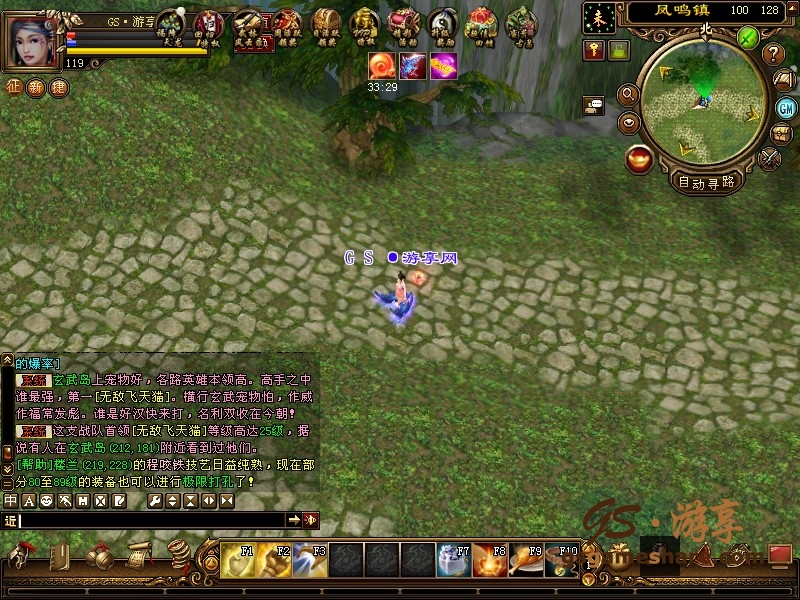 GS·游享
凤鸣镇 100 128
北
119
征 新 捷
33:29
GM
自动寻路
GS ●游享网
的爆率]
玄武岛上宠物好，各路英雄本领高。高手之中
谁最强，第一[无敌飞天猫]。横行玄武宠物怕，作威
作福常发彪。谁是好汉快来打，名利双收在今朝！
这支战队首领[无敌飞天猫]等级高达25级，据
说有人在玄武岛(212,181)附近看到过他们。
[帮助]楼兰(219,228)的程咬铁技艺日益纯熟，现在部
分80至89级的装备也可以进行极限打孔了！
中 A
近
GS·游享
F1 F2 F3 F7 F8 F9 F10